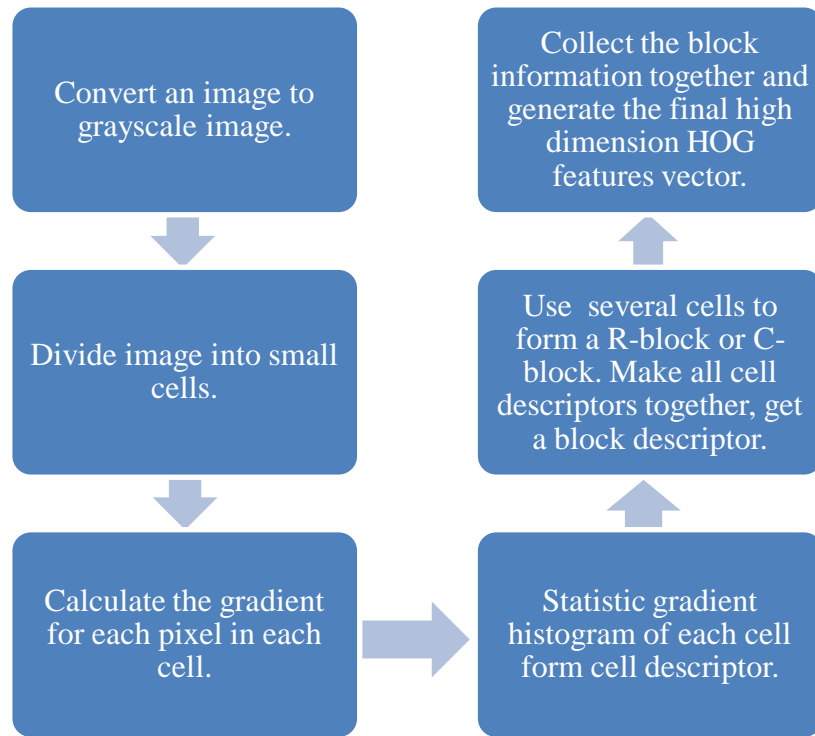 Convert an image to
grayscale image.
Divide image into small
cells.
Calculate the gradient
for each pixel in each
cell.
Statistic gradient
histogram of each cell
form cell descriptor.
Use  several cells to
form a R-block or C-
block. Make all cell
descriptors together, get
a block descriptor.
Collect the block
information together and
generate the final high
dimension HOG
features vector.